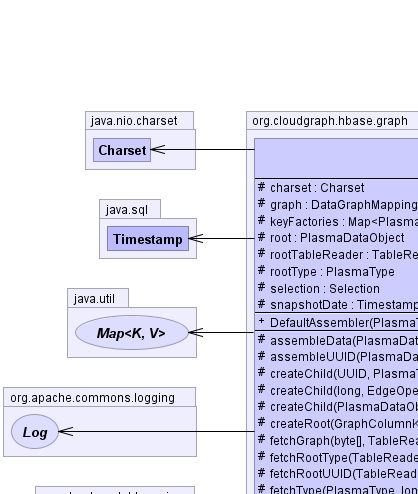 java.nio.charset
Charset
java.sql
Timestamp
java.util
Map<K, V>
org.apache.commons.logging
Log
org.cloudgraph.hbase.graph
# charset : Charset
# graph : DataGraphMapping
# keyFactories : Map<Plasma
# root : PlasmaDataObject
# rootTableReader : TableRe
# rootType : PlasmaType
# selection : Selection
# snapshotDate : Timestamp
+ DefaultAssembler(PlasmaT
# assembleData(PlasmaDat
# assembleUUID(PlasmaDa
# createChild(UUID, PlasmaT
# createChild(long, EdgeOpe
# createChild(PlasmaDataOb
# createRoot(GraphColumnK
# fetchGraph(byte[], TableRea
# fetchRootType(TableReade
# fetchRootUUID(TableRead
# fetchType(PlasmaType, lon